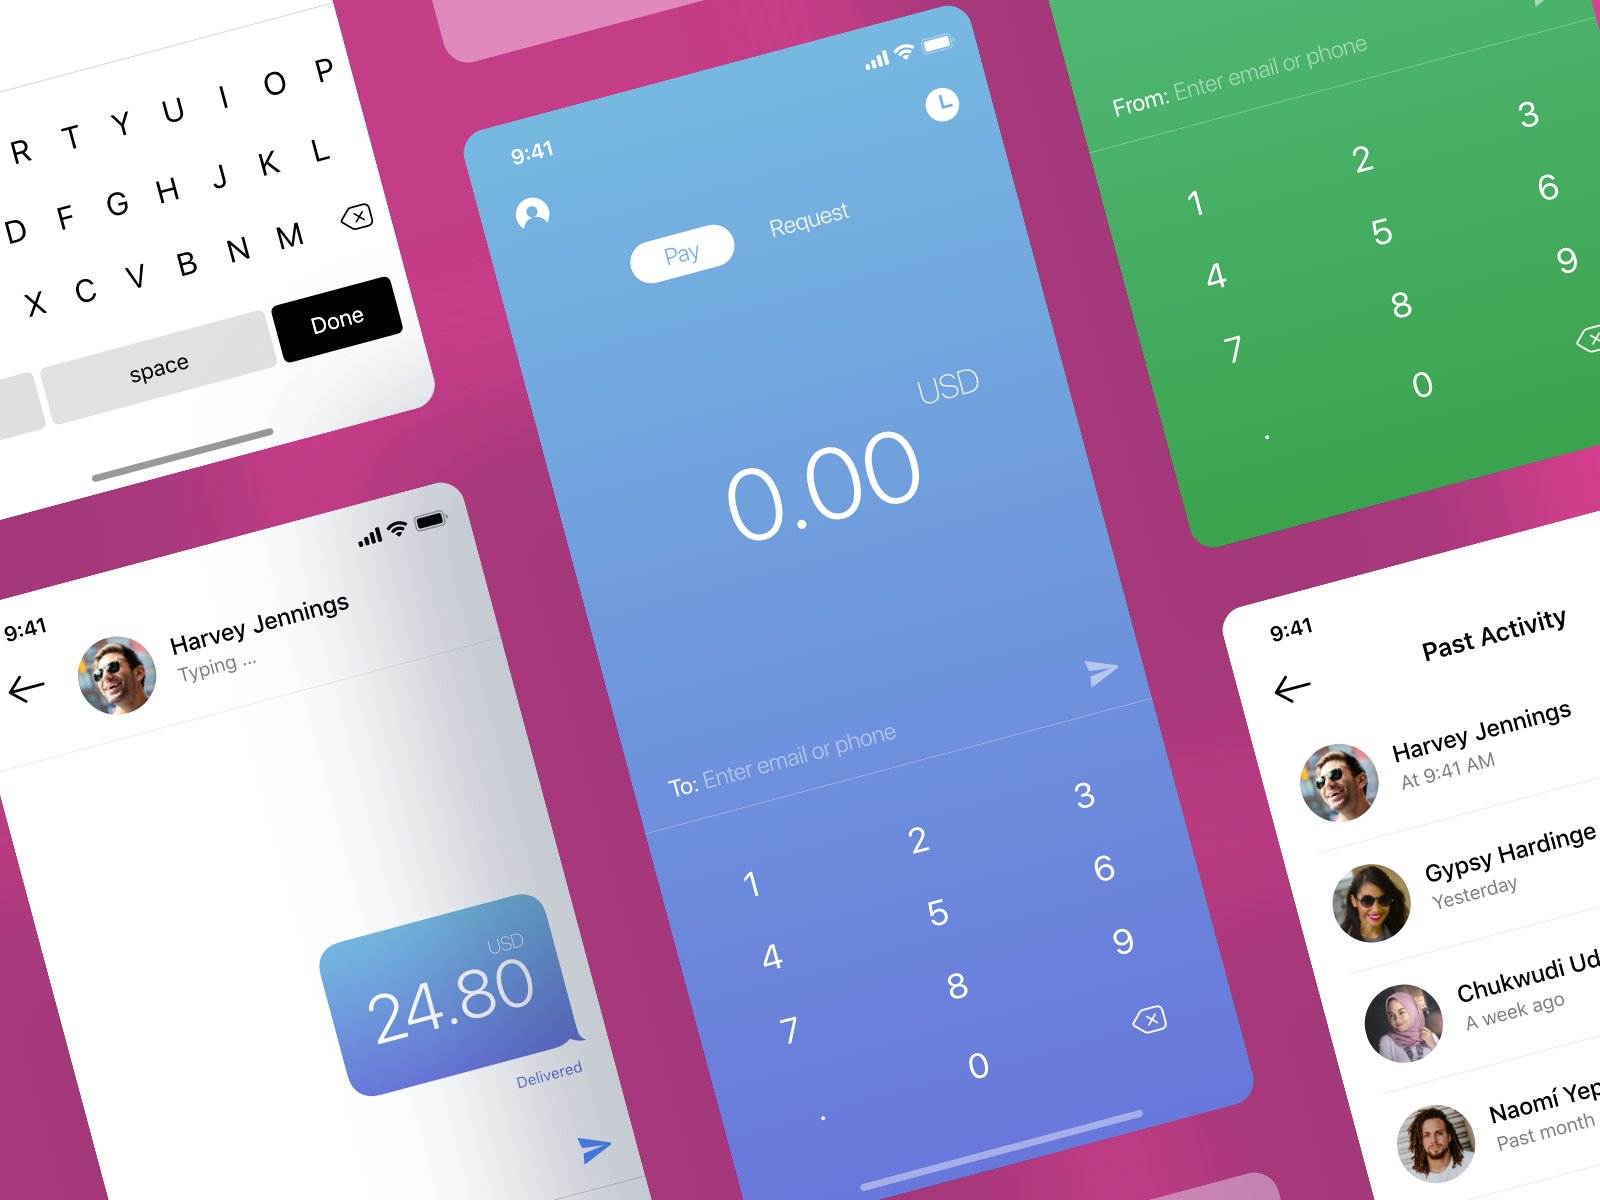 R T Y U I O P
D F G H J K L
X C V B N M
space
Done
9:41
Harvey Jennings
Typing ...
USD
24.80
Delivered
9:41
Pay
Request
USD
0.00
To: Enter email or phone
1 2 3
4 5 6
7 8 9
. 0
From: Enter email or phone
1 2 3
4 5 6
7 8 9
. 0
9:41
Past Activity
Harvey Jennings
At 9:41 AM
Gypsy Hardinge
Yesterday
Chukwudi Ud
A week ago
Naomí Yep
Past month